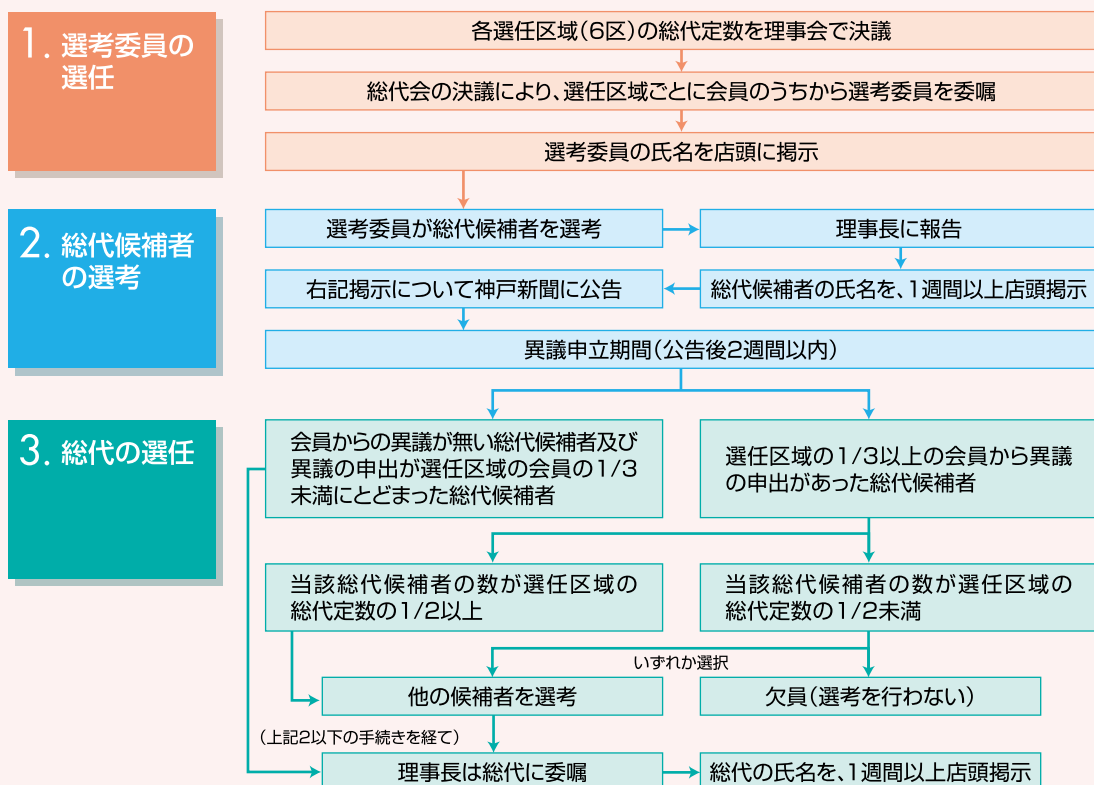 1. 選考委員の
選任
各選任区域(6区)の総代定数を理事会で決議
総代会の決議により、選任区域ごとに会員のうちから選考委員を委嘱
選考委員の氏名を店頭に掲示
2. 総代候補者
の選考
選考委員が総代候補者を選考
理事長に報告
右記掲示について神戸新聞に公告
総代候補者の氏名を、1週間以上店頭掲示
異議申立期間(公告後2週間以内)
3. 総代の選任
会員からの異議が無い総代候補者及び
異議の申出が選任区域の会員の1/3
未満にとどまった総代候補者
選任区域の1/3以上の会員から異議
の申出があった総代候補者
当該総代候補者の数が選任区域の
総代定数の1/2以上
当該総代候補者の数が選任区域の
総代定数の1/2未満
いずれか選択
他の候補者を選考
欠員(選考を行わない)
(上記2以下の手続きを経て)
理事長は総代に委嘱
総代の氏名を、1週間以上店頭掲示